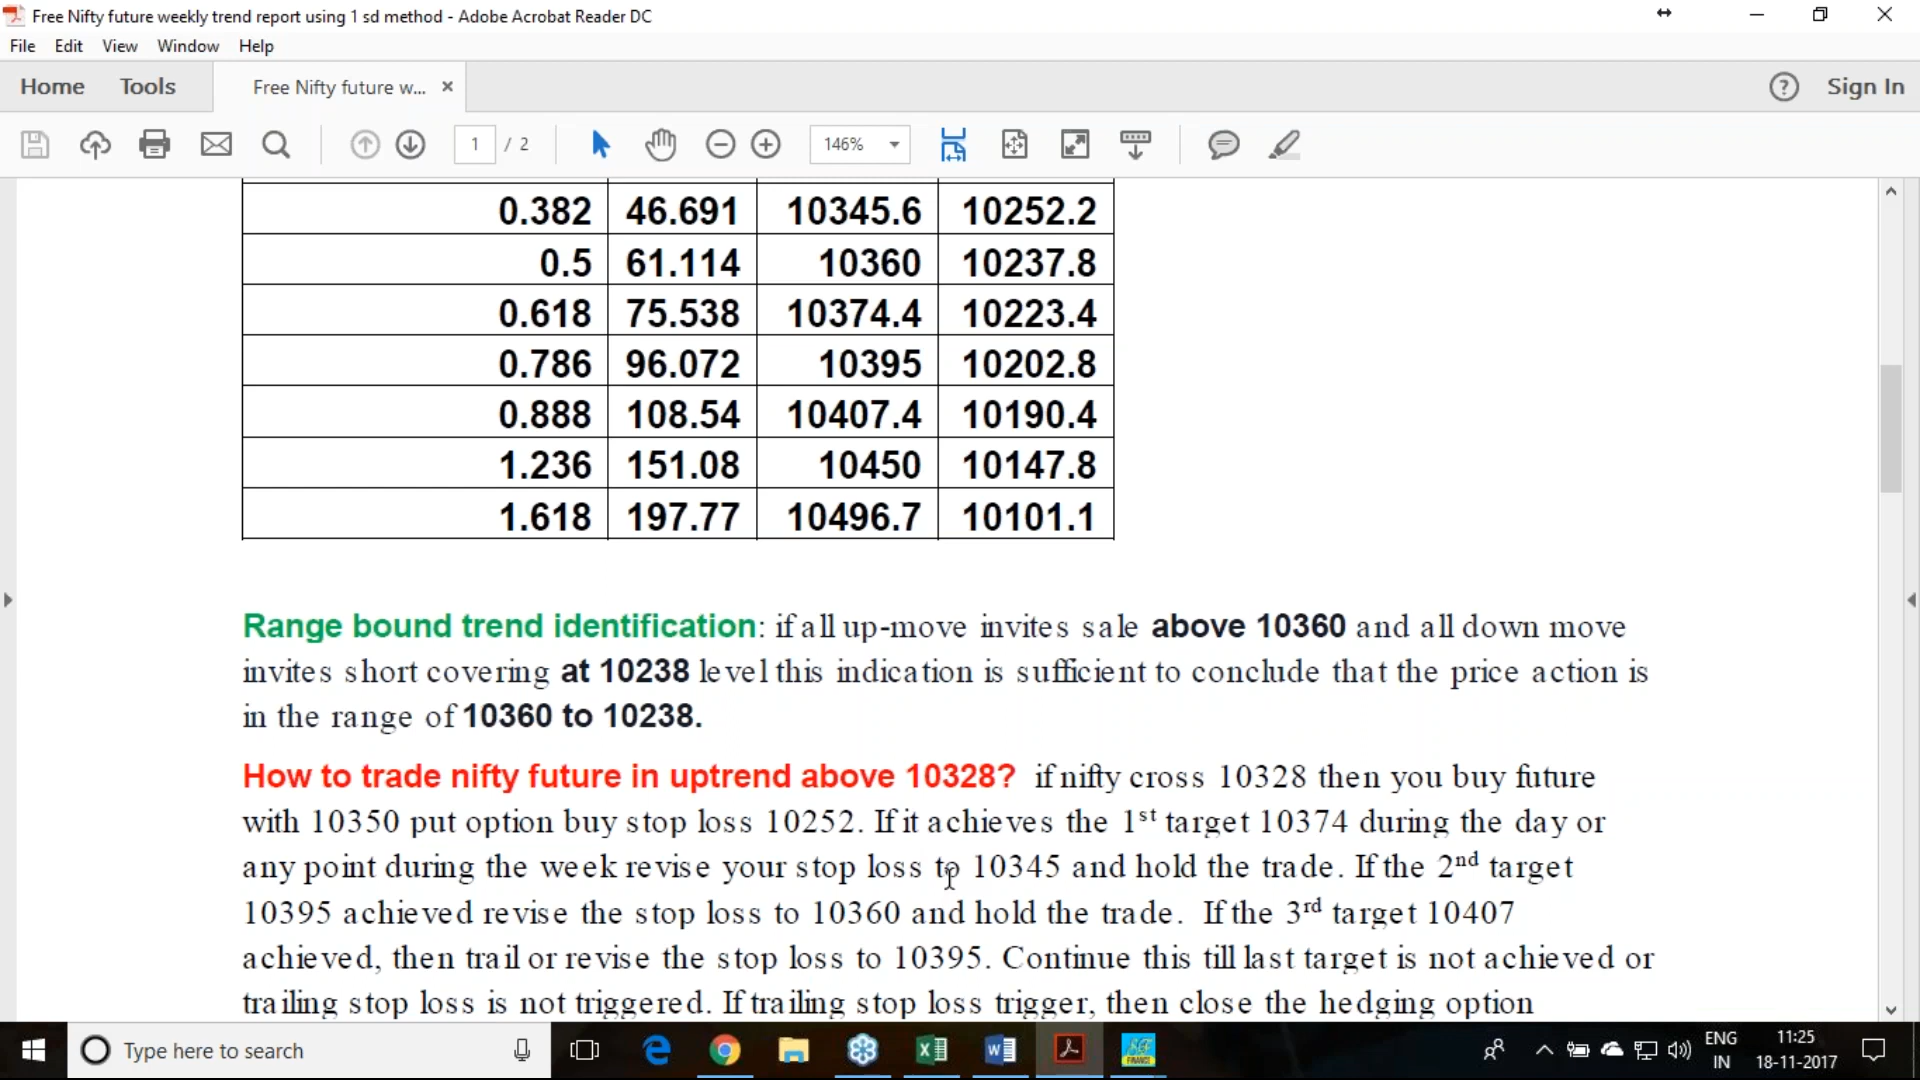 Free Nifty future weekly trend report using 1 sd method - Adobe Acrobat Reader DC
File Edit View Window Help
Home Tools Free Nifty future w... × ? Sign In
1 / 2 146%
0.382 46.691 10345.6 10252.2
0.5 61.114 10360 10237.8
0.618 75.538 10374.4 10223.4
0.786 96.072 10395 10202.8
0.888 108.54 10407.4 10190.4
1.236 151.08 10450 10147.8
1.618 197.77 10496.7 10101.1
Range bound trend identification: if all up-move invites sale above 10360 and all down move
invites short covering at 10238 level this indication is sufficient to conclude that the price action is
in the range of 10360 to 10238.
How to trade nifty future in uptrend above 10328? if nifty cross 10328 then you buy future
with 10350 put option buy stop loss 10252. If it achieves the 1st target 10374 during the day or
any point during the week revise your stop loss to 10345 and hold the trade. If the 2nd target
10395 achieved revise the stop loss to 10360 and hold the trade. If the 3rd target 10407
achieved, then trail or revise the stop loss to 10395. Continue this till last target is not achieved or
trailing stop loss is not triggered. If trailing stop loss trigger, then close the hedging option
Type here to search
ENG
IN
11:25
18-11-2017